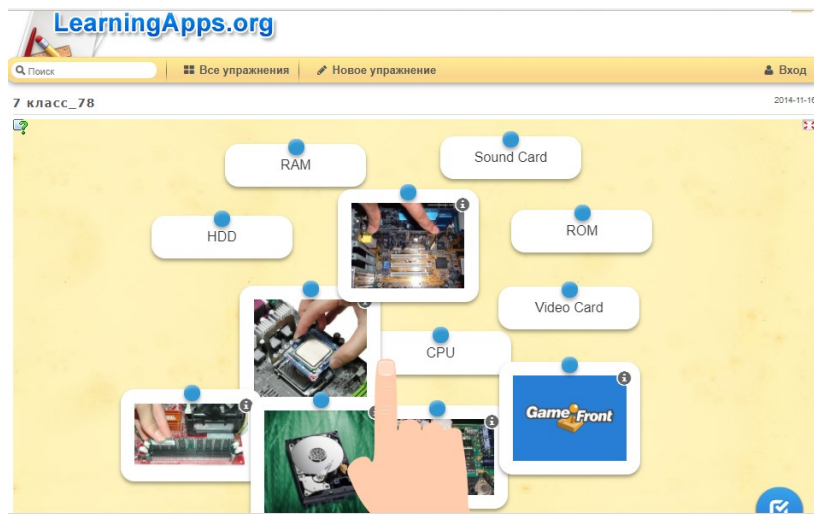 LearningApps.org
Поиск
Все упражнения
Новое упражнение
Вход
7 класс_78
2014-11-16
RAM
Sound Card
HDD
ROM
Video Card
CPU
GameFront